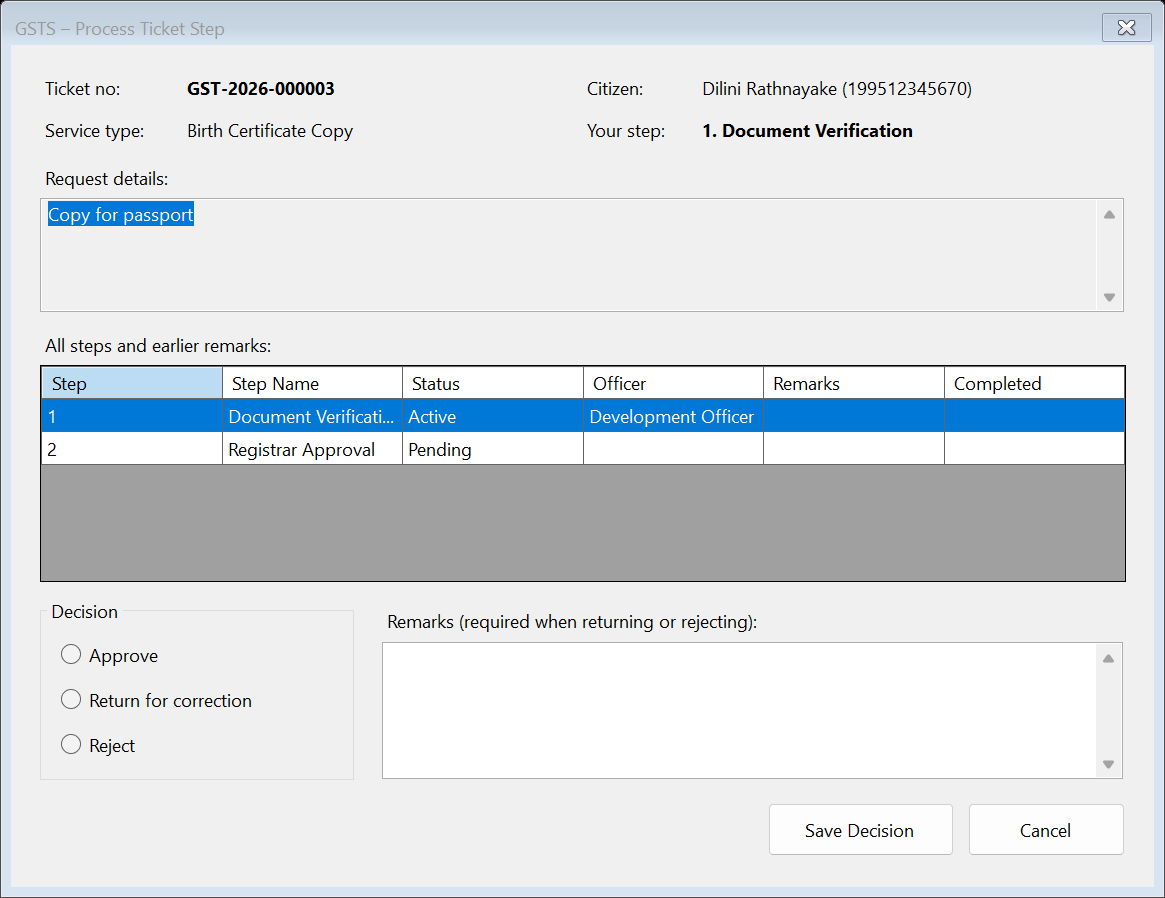 GSTS – Process Ticket Step
Ticket no: GST-2026-000003 Citizen: Dilini Rathnayake (199512345670)
Service type: Birth Certificate Copy Your step: 1. Document Verification
Request details:
Copy for passport
All steps and earlier remarks:
Step Step Name Status Officer Remarks Completed
1 Document Verificati... Active Development Officer
2 Registrar Approval Pending
Decision
Approve
Return for correction
Reject
Remarks (required when returning or rejecting):
Save Decision Cancel